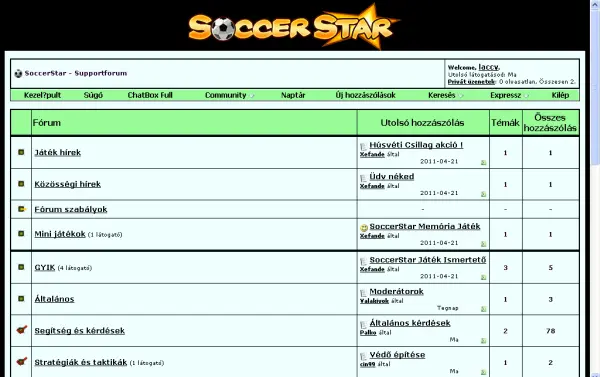 SOCCER STAR
SoccerStar - Supportforum
Welcome, laccy.
Utolsó látogatásod: Ma
Privát üzenetek: 0 olvasatlan, Összesen 2.
Kezel?pult Súgó ChatBox Full Community Naptár Új hozzászólások Keresés Expressz Kilép
Fórum Utolsó hozzászólás Témák Összes hozzászólás
Játék hírek
Húsvéti Csillag akció !
Xefande által
2011-04-21
1 1
Közösségi hírek
Üdv néked
Xefande által
2011-04-21
1 1
Fórum szabályok - - -
Mini játékok (1 látogató)
SoccerStar Memória Játék
Xefande által
2011-04-21
1 1
GYIK (4 látogató)
SoccerStar Játék Ismertető
Xefande által
2011-04-21
3 5
Általános
Moderátorok
Valakivok által
Tegnap
1 3
Segítség és kérdések
Általános kérdések
Palko által
Ma
2 78
Stratégiák és taktikák (1 látogató)
Védő építése
cin99 által
Ma
1 2